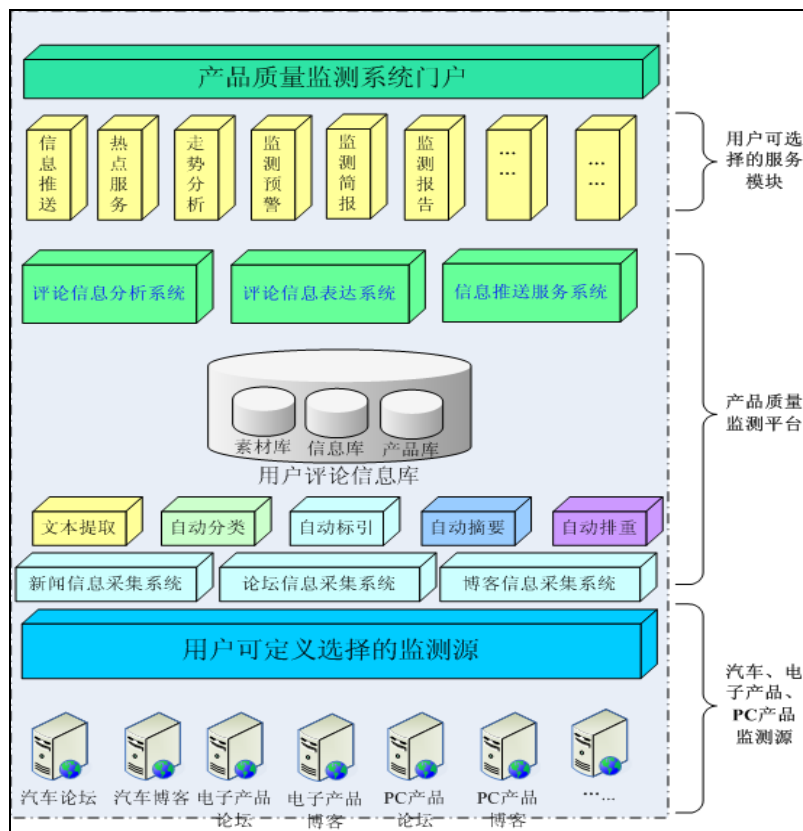 产品质量监测系统门户
信息推送
热点服务
走势分析
监测预警
监测简报
监测报告
... ...
... ...
用户可选
择的服务
模块
评论信息分析系统
评论信息表达系统
信息推送服务系统
素材库
信息库
产品库
用户评论信息库
产品质量
监测平台
文本提取
自动分类
自动标引
自动摘要
自动排重
新闻信息采集系统
论坛信息采集系统
博客信息采集系统
用户可定义选择的监测源
汽车、电
子产品、
PC产品
监测源
汽车论坛
汽车博客
电子产品
论坛
电子产品
博客
PC产品
论坛
PC产品
博客
... ...